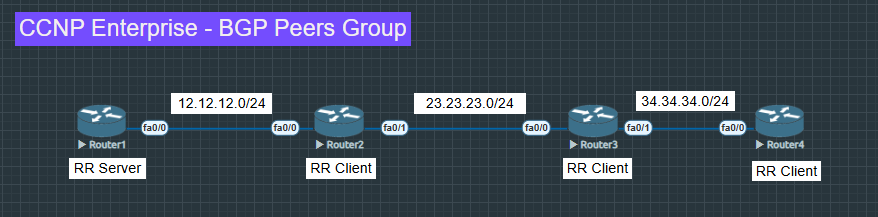 CCNP Enterprise - BGP Peers Group
12.12.12.0/24
23.23.23.0/24
34.34.34.0/24
fa0/0
fa0/0
fa0/1
fa0/0
fa0/1
fa0/0
Router1
Router2
Router3
Router4
RR Server
RR Client
RR Client
RR Client